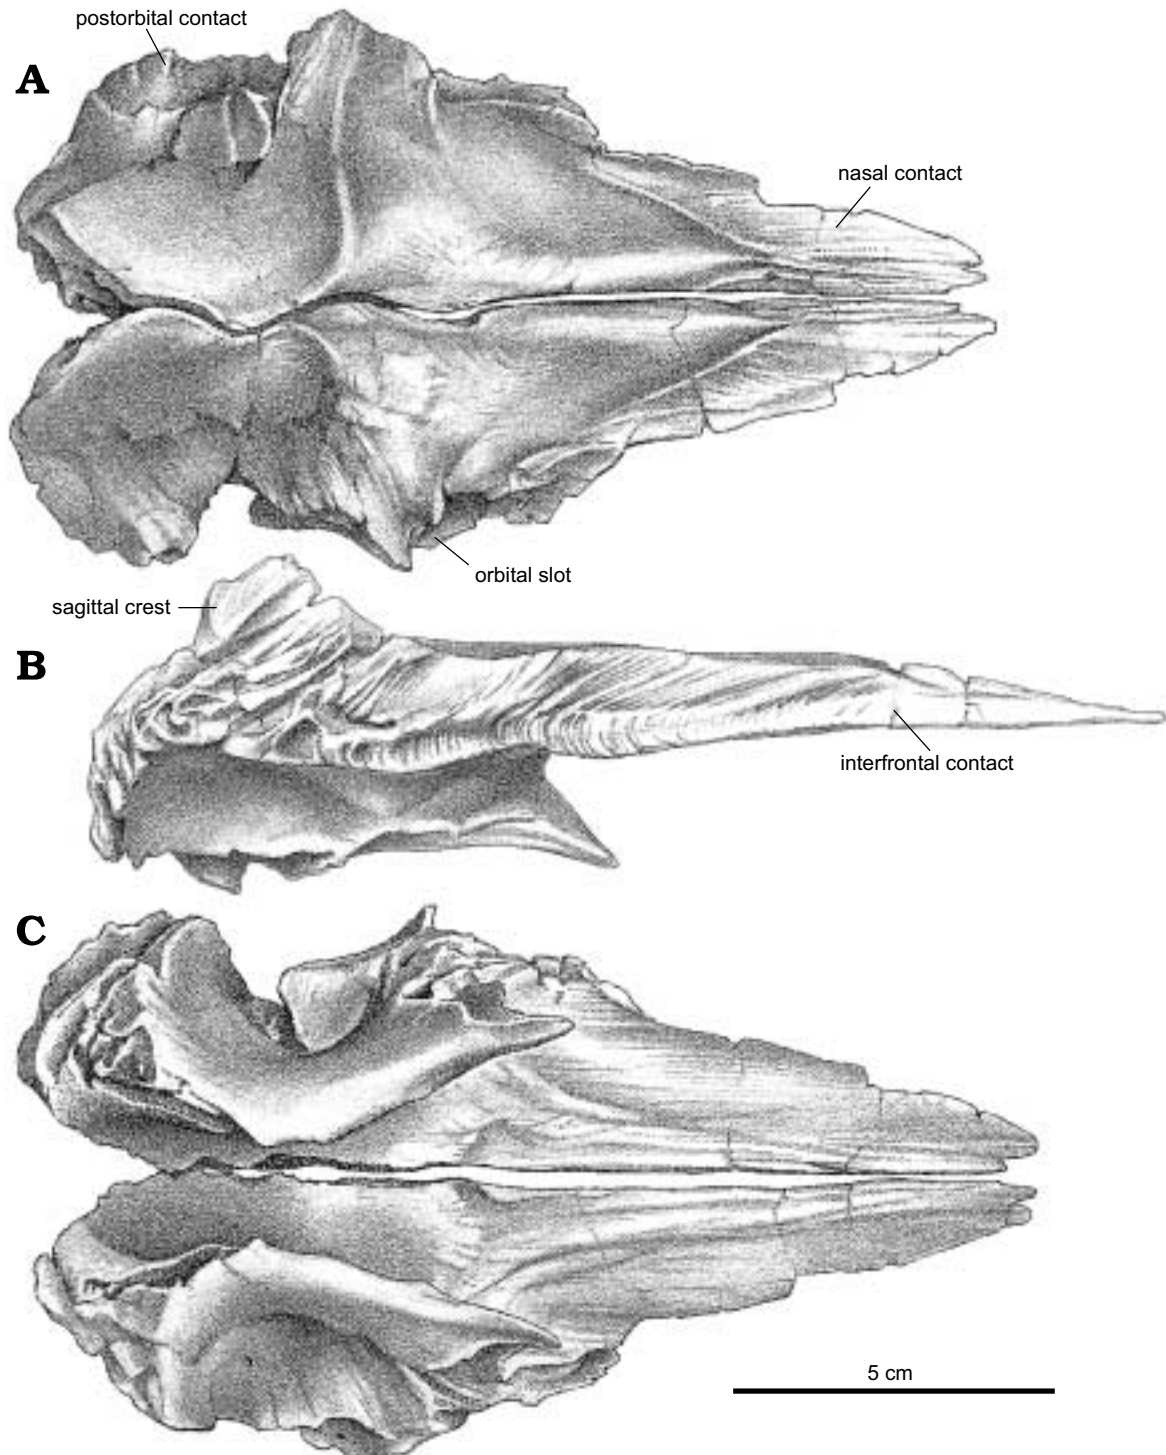 postorbital contact
A
nasal contact
orbital slot
sagittal crest
B
interfrontal contact
C
5 cm